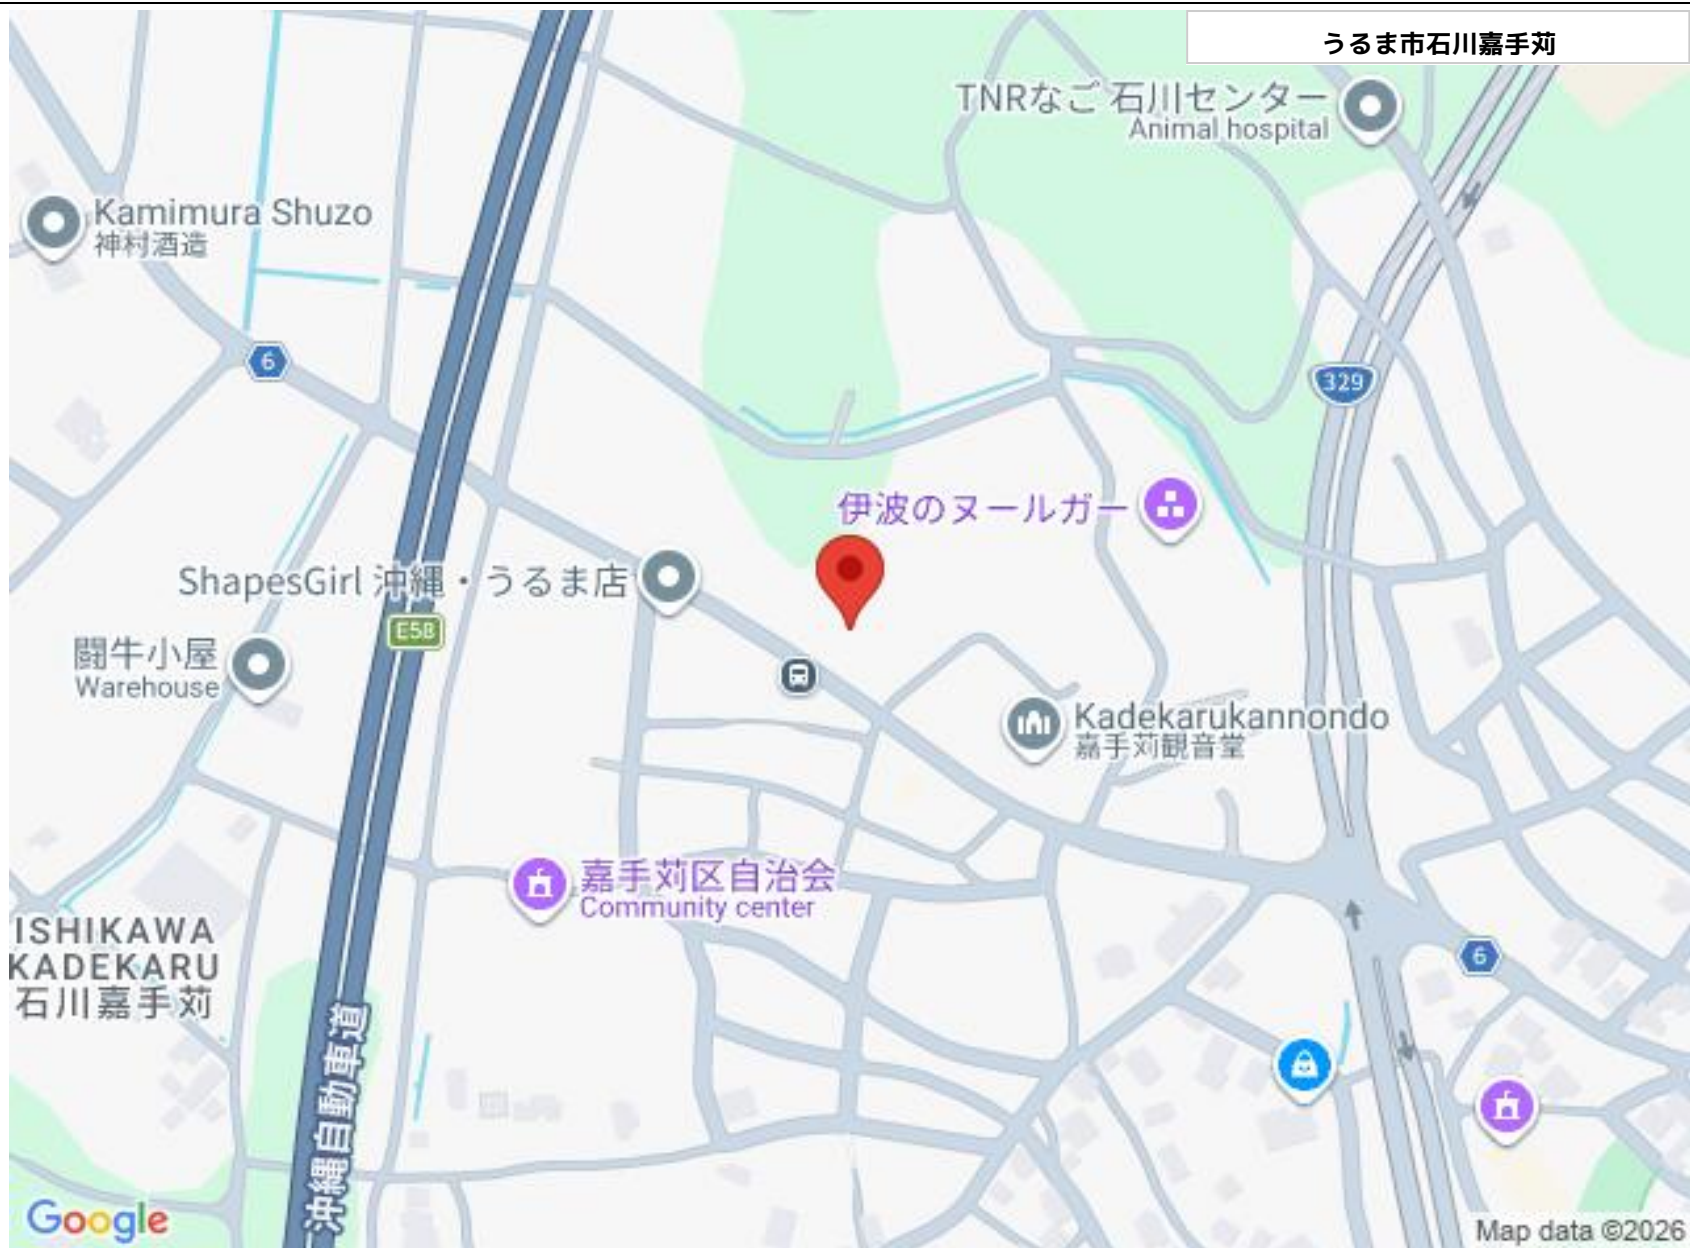 うるま市石川嘉手苅
TNRなご 石川センター
Animal hospital
Kamimura Shuzo
神村酒造
6
329
伊波のヌールガー
ShapesGirl 沖縄・うるま店
E58
闘牛小屋
Warehouse
Kadekarukannondo
嘉手苅観音堂
嘉手苅区自治会
Community center
ISHIKAWA
KADEKARU
石川嘉手苅
6
沖縄自動車道
Google
Map data ©2026